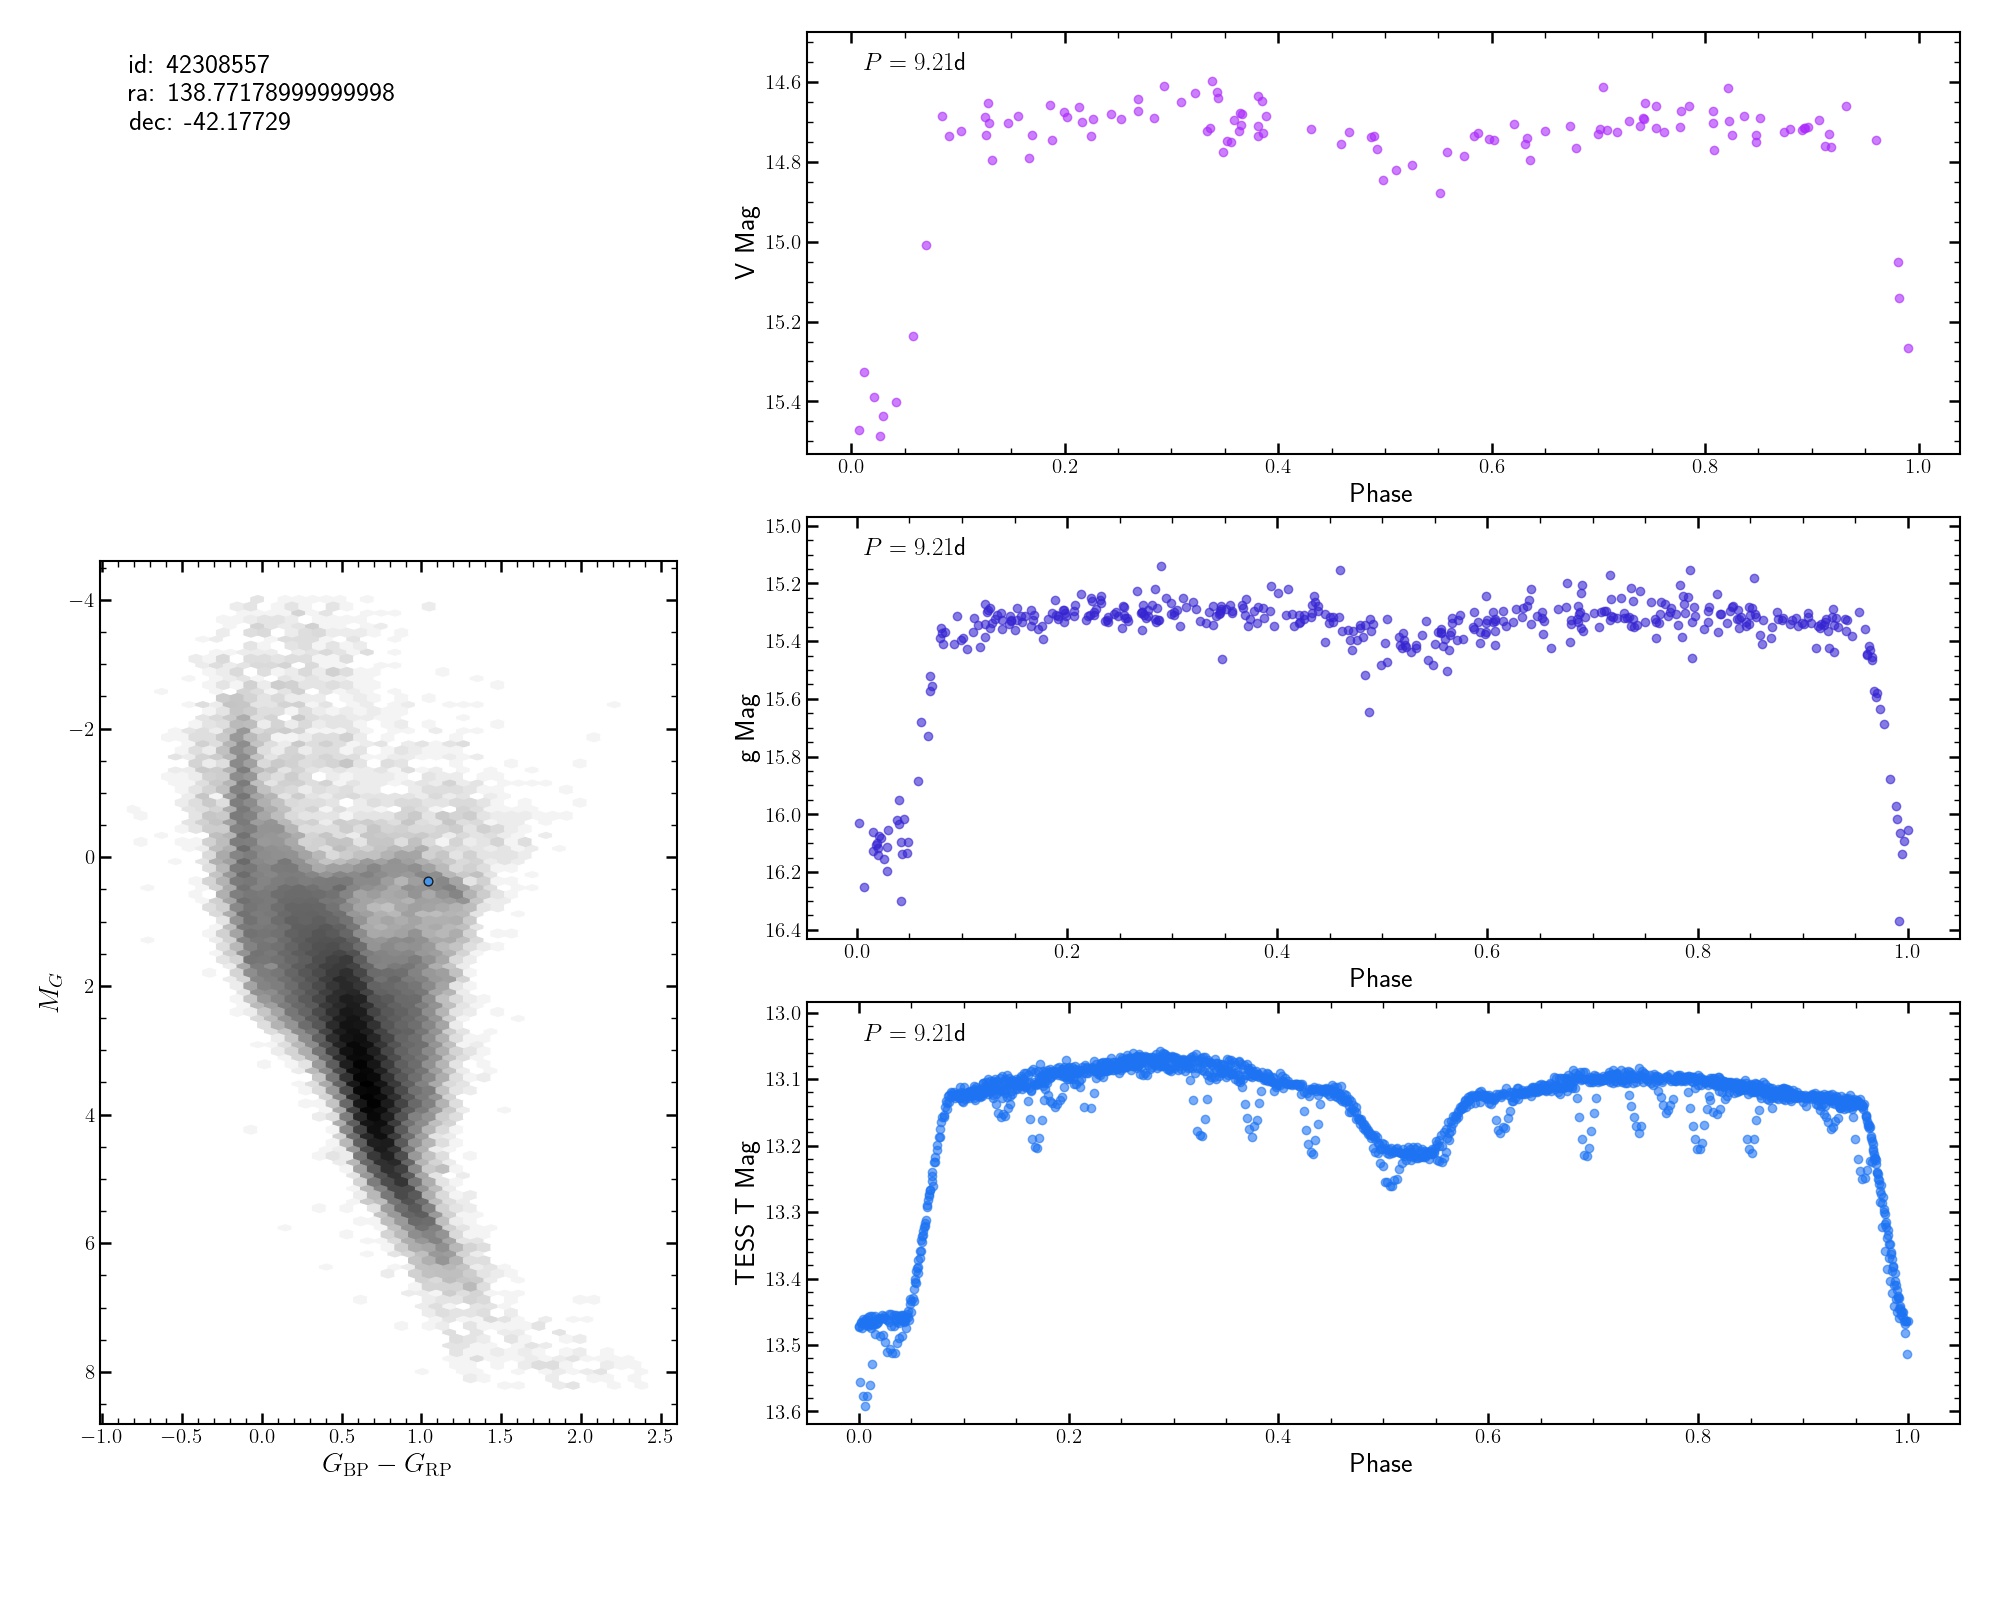 id: 42308557
ra: 138.77178999999998
dec: -42.17729
P = 9.21d
14.6
14.8
15.0
15.2
15.4
V Mag
0.0 0.2 0.4 0.6 0.8 1.0
Phase
P = 9.21d
15.0
15.2
15.4
15.6
15.8
16.0
16.2
16.4
g Mag
0.0 0.2 0.4 0.6 0.8 1.0
Phase
P = 9.21d
13.0
13.1
13.2
13.3
13.4
13.5
13.6
TESS T Mag
0.0 0.2 0.4 0.6 0.8 1.0
Phase
−4
−2
0
2
4
6
8
M_G
−1.0 −0.5 0.0 0.5 1.0 1.5 2.0 2.5
G_BP − G_RP